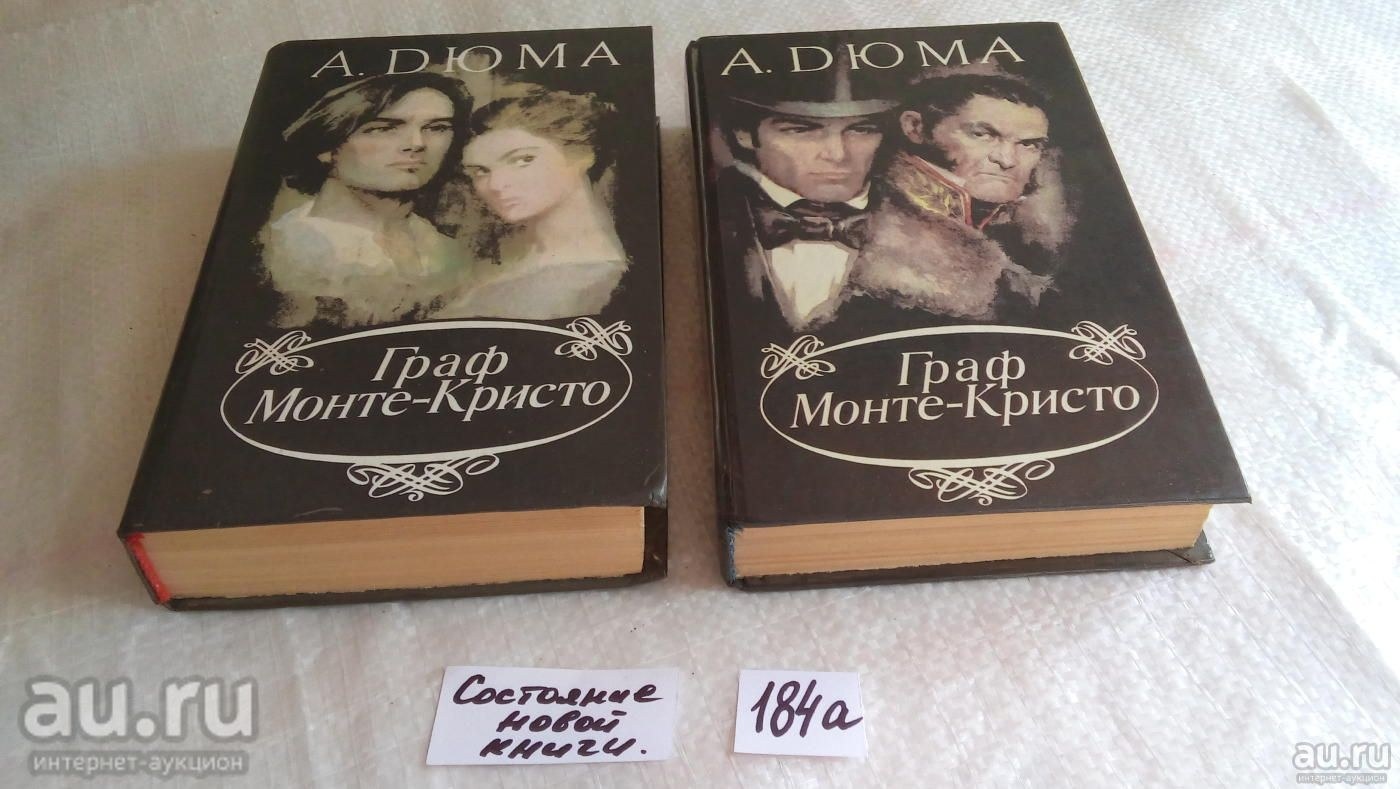 А. ДЮМА
Граф
Монте-Кристо
А. ДЮМА
Граф
Монте-Кристо
Состояние
новой
книги.
184а
au.ru
интернет-аукцион
au.ru
интернет-аукцион